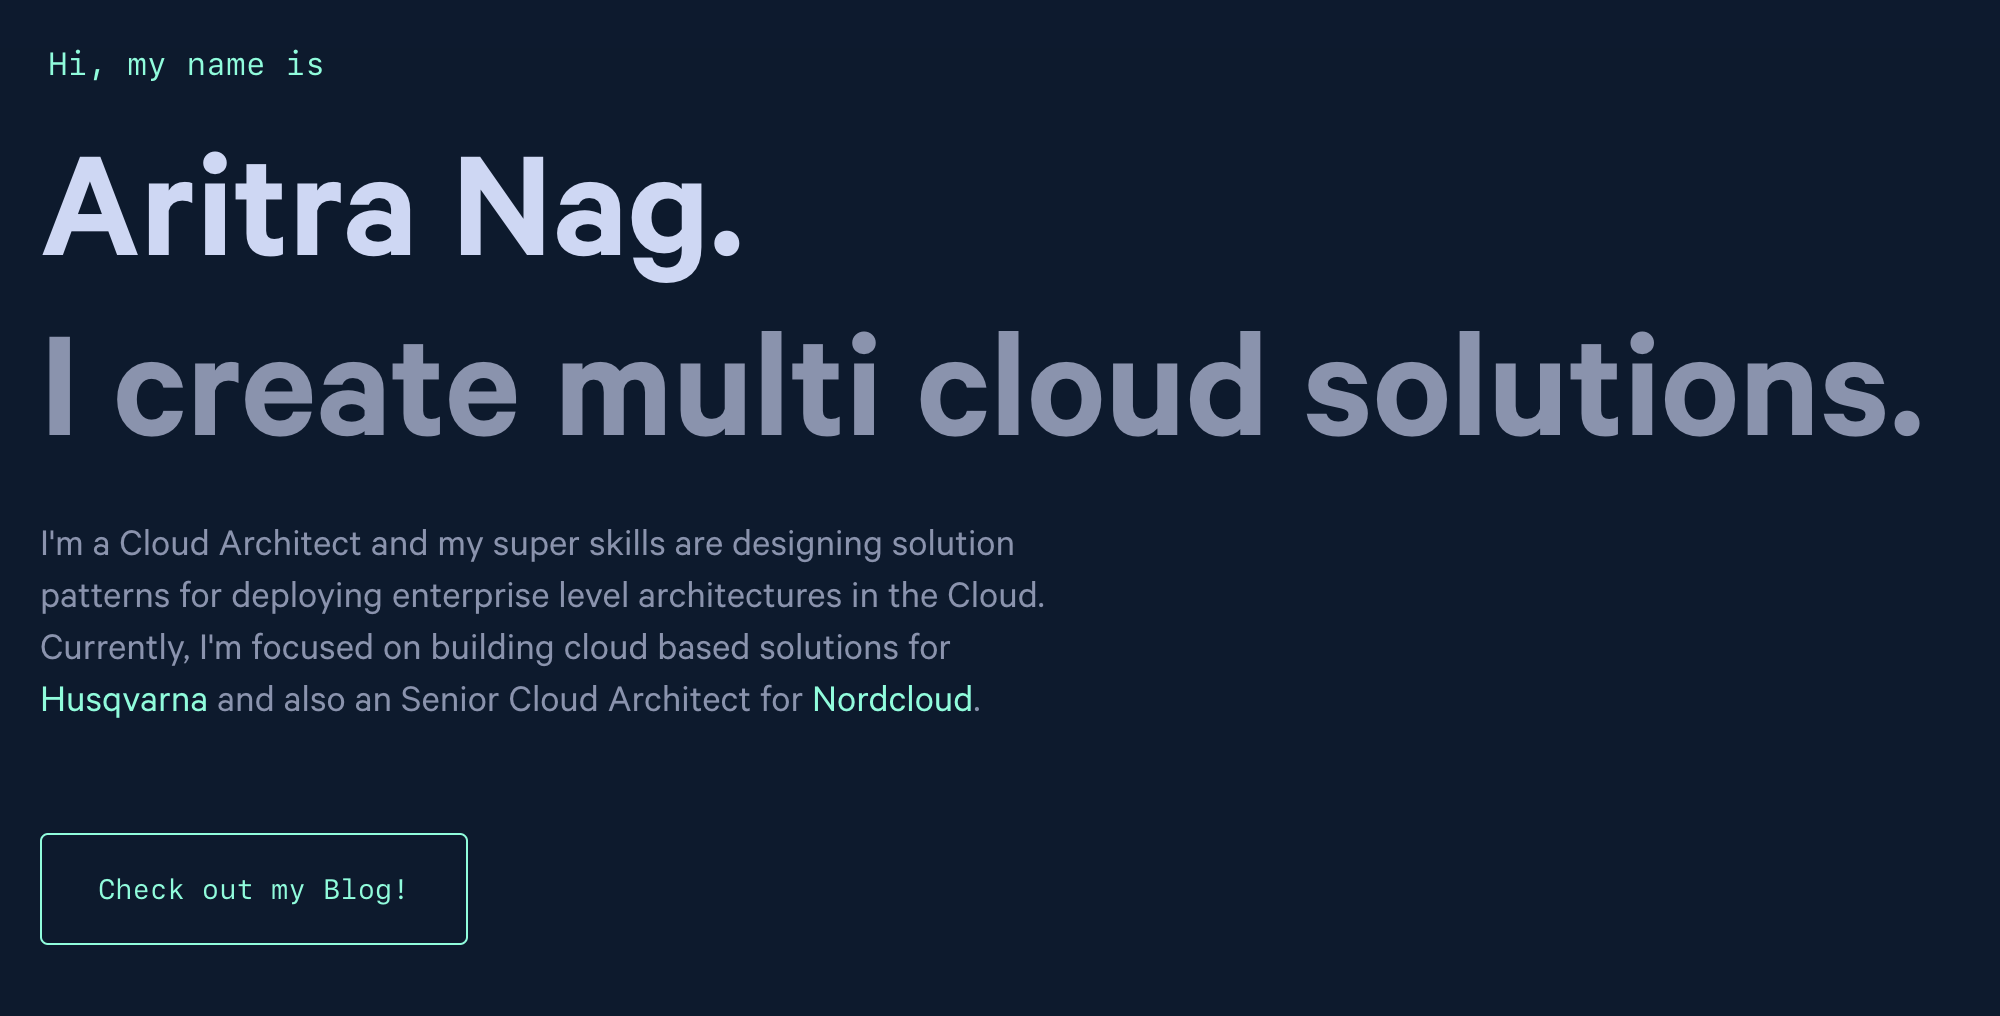 Hi, my name is
Aritra Nag.
I create multi cloud solutions.
I'm a Cloud Architect and my super skills are designing solution
patterns for deploying enterprise level architectures in the Cloud.
Currently, I'm focused on building cloud based solutions for
Husqvarna and also an Senior Cloud Architect for Nordcloud.
Check out my Blog!